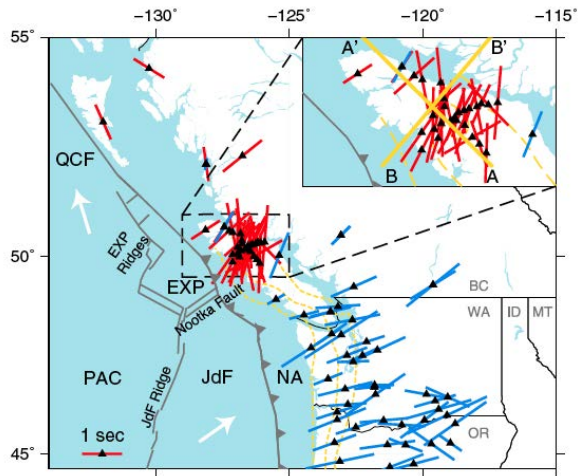 −130° −125° −120° −115°
55°
50°
45°
A' B'
B A
QCF
EXP
Ridges
EXP
Nootka Fault
BC
WA ID MT
PAC
JdF Ridge
JdF
NA
OR
1 sec